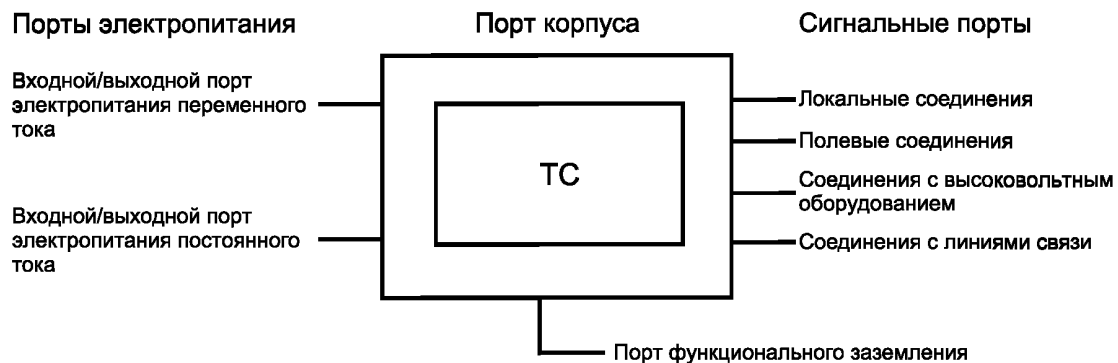 Порты электропитания
Порт корпуса
Сигнальные порты
Входной/выходной порт
электропитания переменного
тока
Входной/выходной порт
электропитания постоянного
тока
ТС
Локальные соединения
Полевые соединения
Соединения с высоковольтным
оборудованием
Соединения с линиями связи
Порт функционального заземления